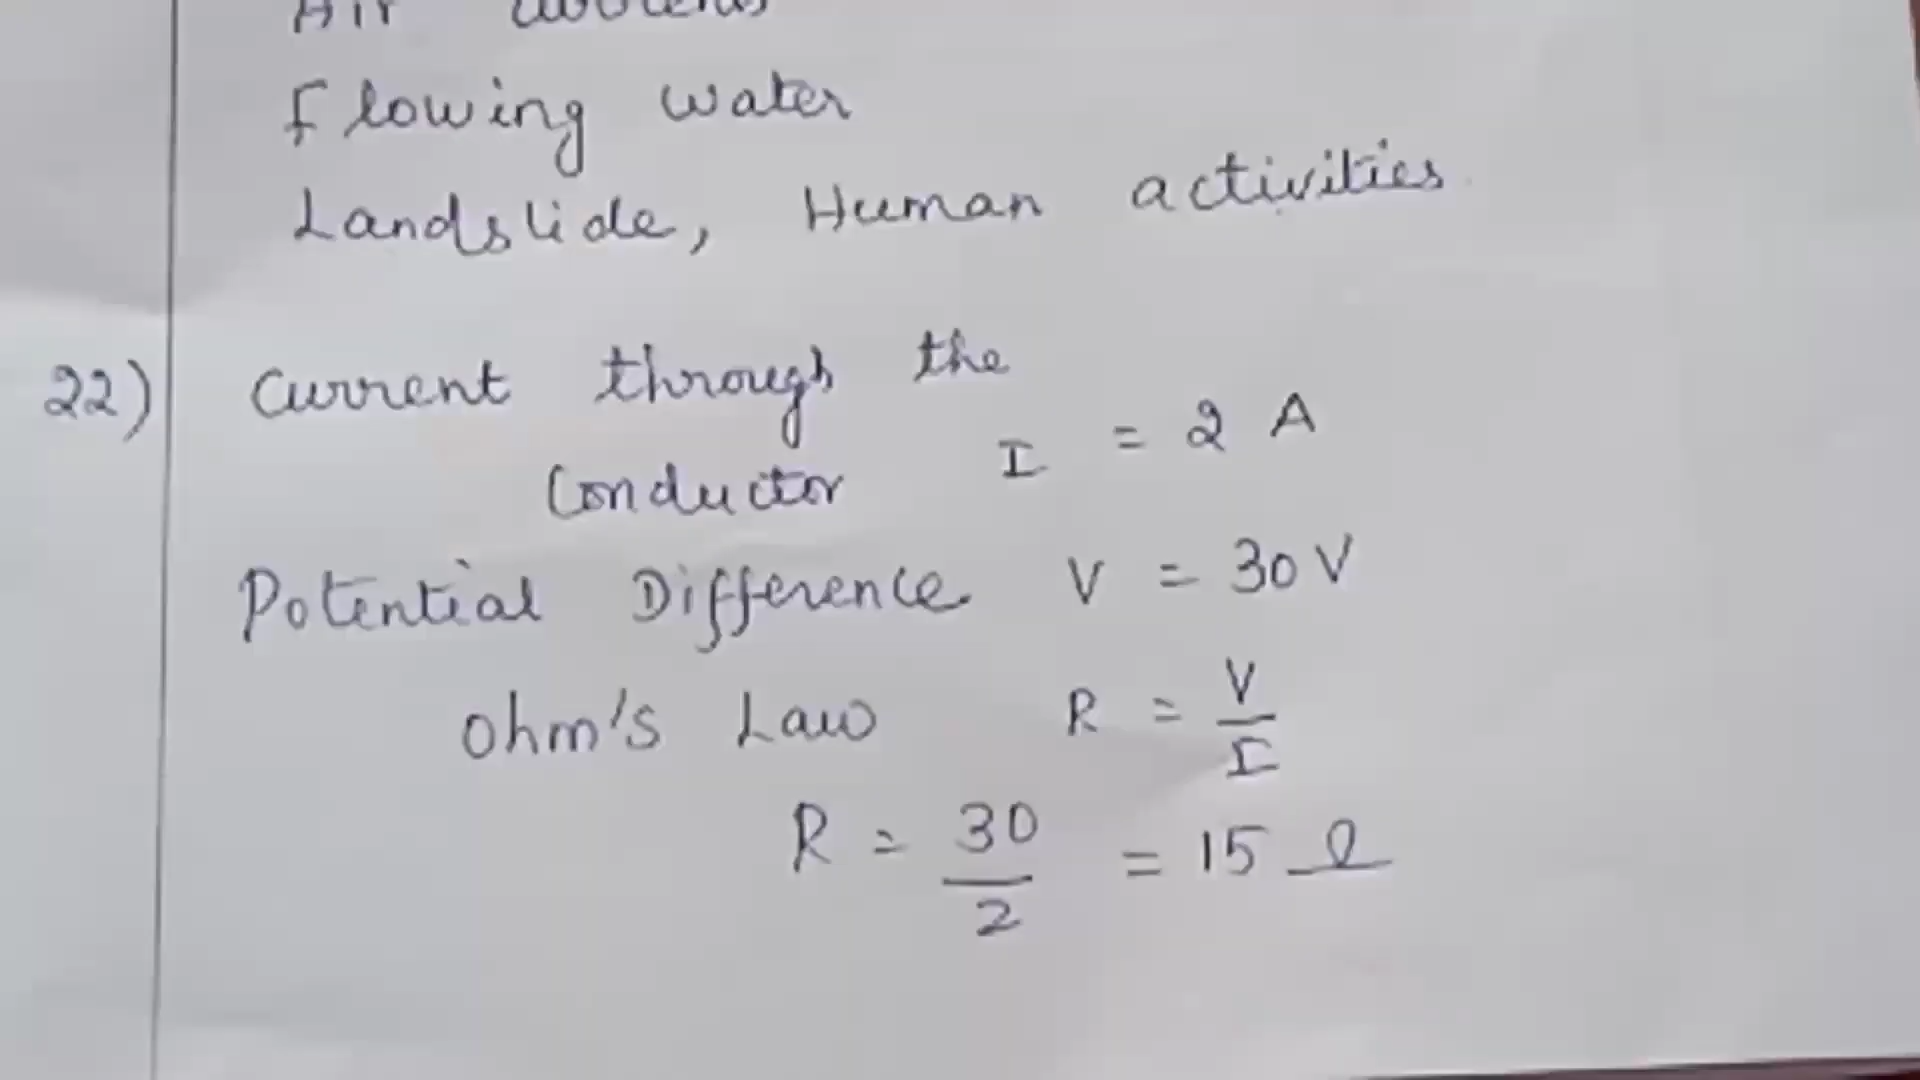 Air
Flowing water
Landslide, Human activities
22) Current through the
conductor I = 2 A
Potential Difference V = 30 V
Ohm's Law R = V/I
R = 30/2 = 15 Ω